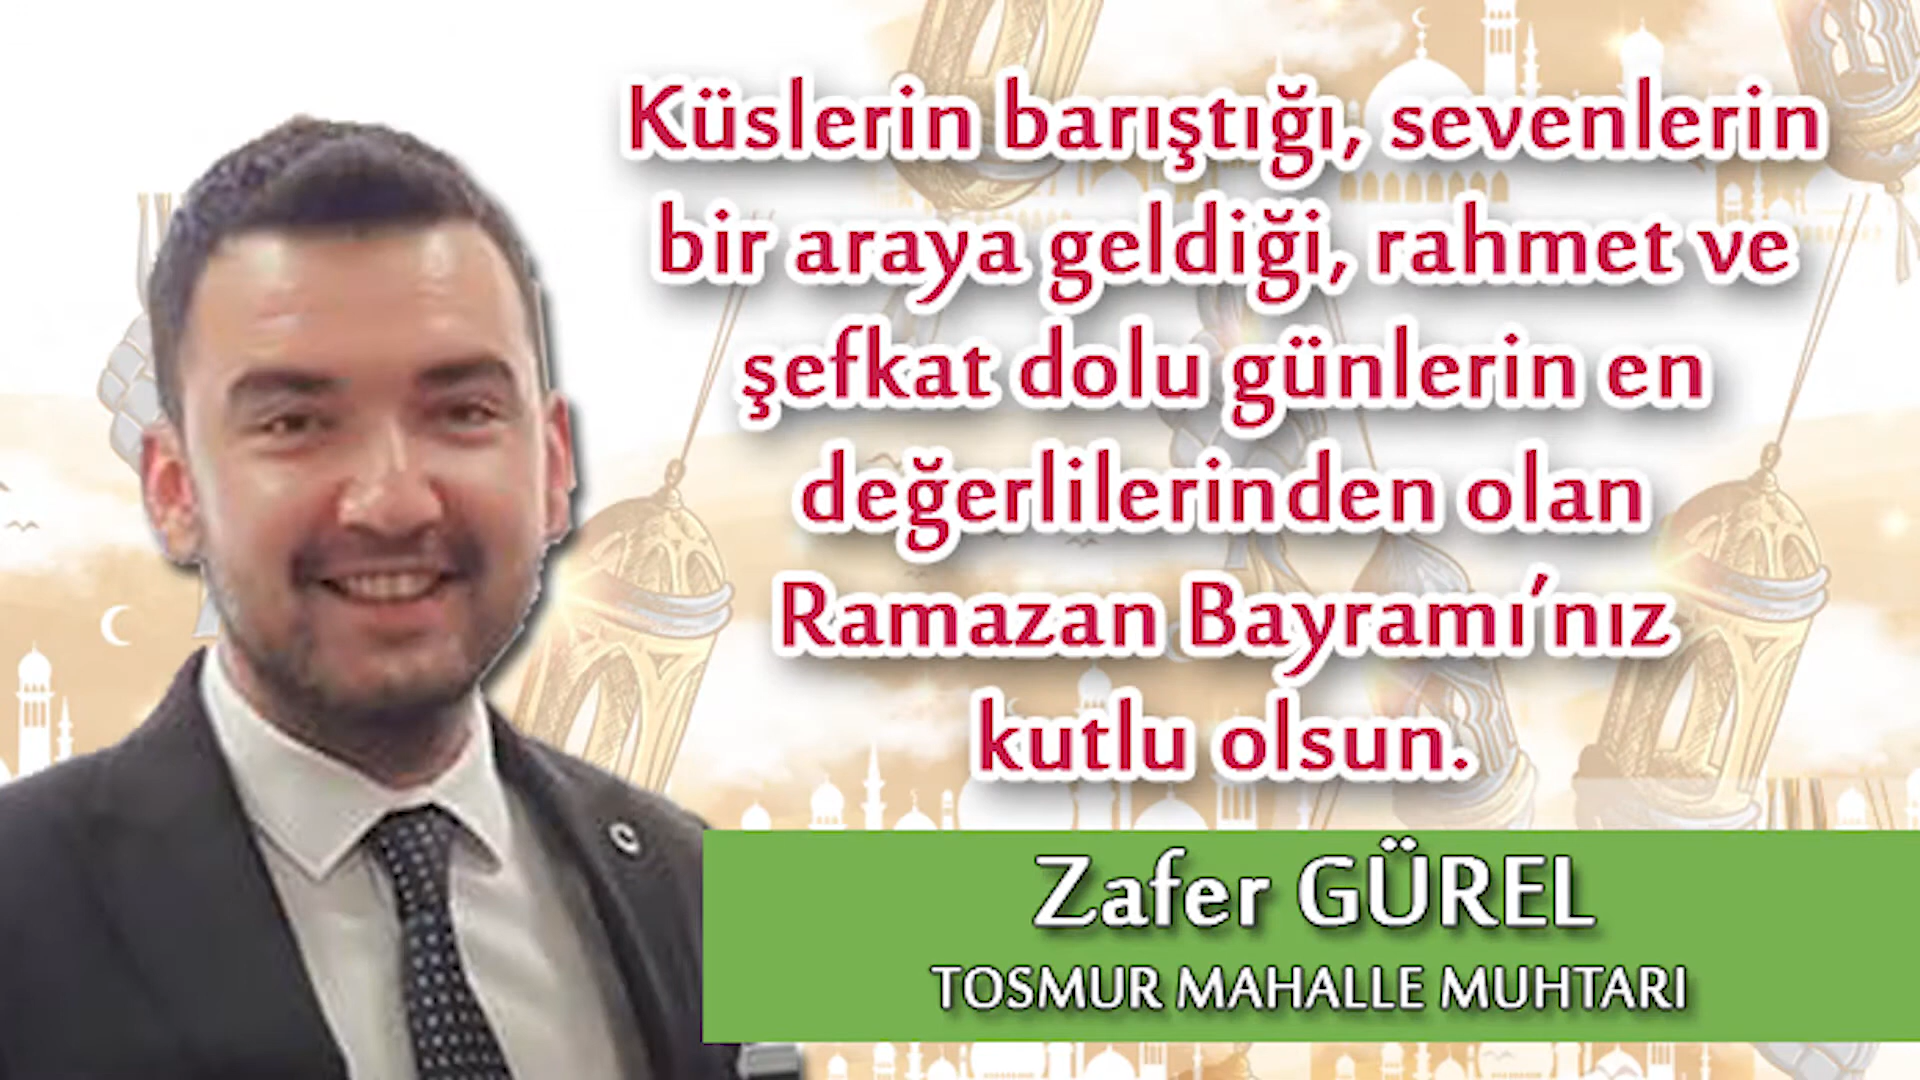 Küslerin barıştığı, sevenlerin
bir araya geldiği, rahmet ve
şefkat dolu günlerin en
değerlilerinden olan
Ramazan Bayramı’nız
kutlu olsun.
Zafer GÜREL
TOSMUR MAHALLE MUHTARI